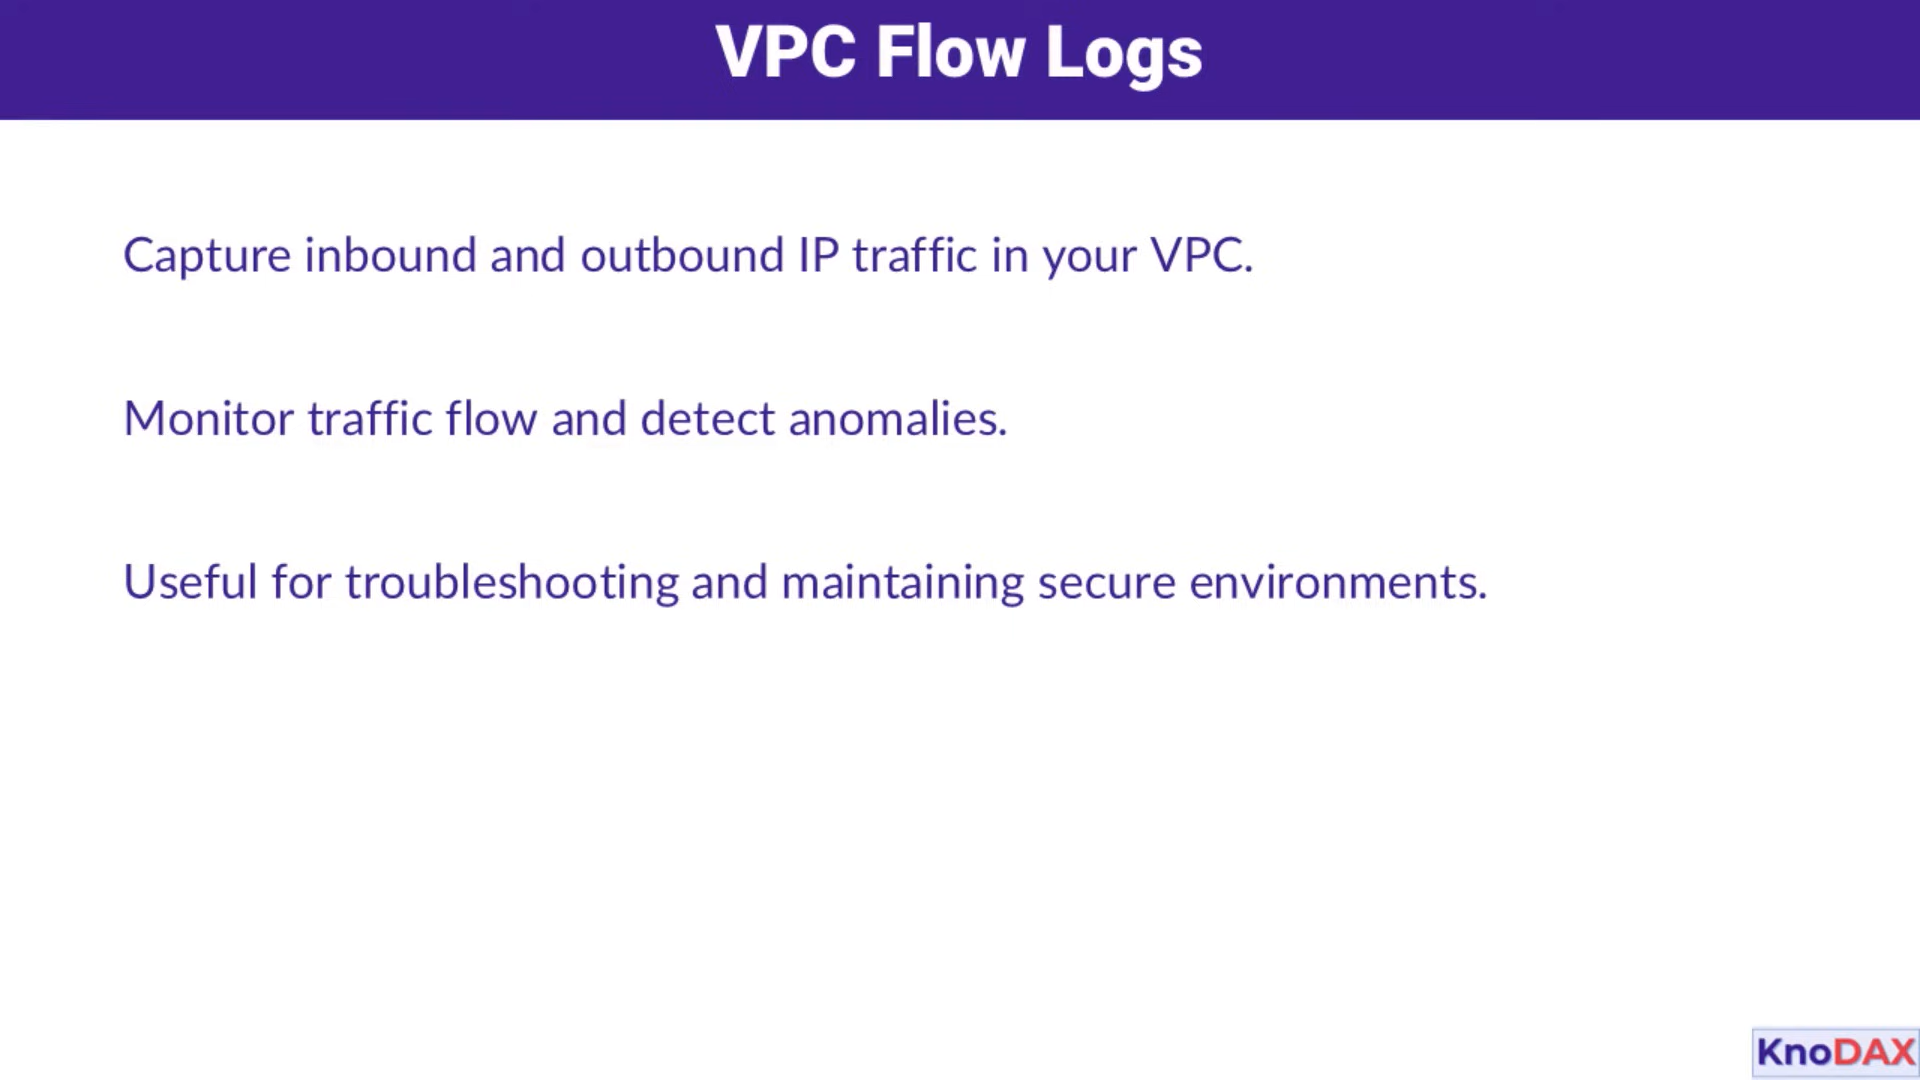 VPC Flow Logs
Capture inbound and outbound IP traffic in your VPC.
Monitor traffic flow and detect anomalies.
Useful for troubleshooting and maintaining secure environments.
KnoDAX